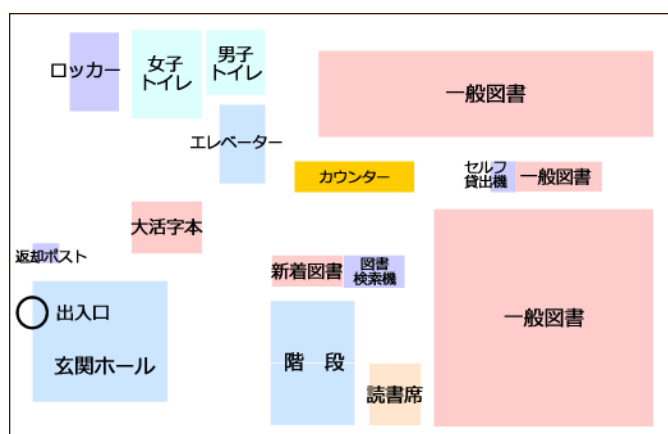 ロッカー
女子
トイレ
男子
トイレ
一般図書
エレベーター
カウンター
セルフ
貸出機
一般図書
大活字本
返却ポスト
新着図書
図書
検索機
一般図書
出入口
玄関ホール
階 段
読書席